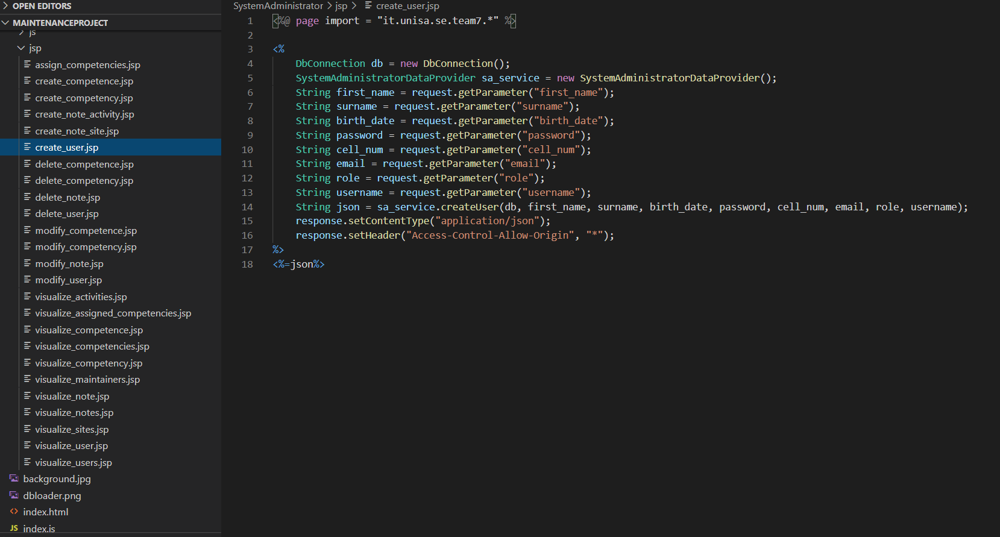 OPEN EDITORS
MAINTENANCEPROJECT
js
jsp
assign_competencies.jsp
create_competence.jsp
create_competency.jsp
create_note_activity.jsp
create_note_site.jsp
create_user.jsp
delete_competence.jsp
delete_competency.jsp
delete_note.jsp
delete_user.jsp
modify_competence.jsp
modify_competency.jsp
modify_note.jsp
modify_user.jsp
visualize_activities.jsp
visualize_assigned_competencies.jsp
visualize_competence.jsp
visualize_competencies.jsp
visualize_competency.jsp
visualize_maintainers.jsp
visualize_note.jsp
visualize_notes.jsp
visualize_sites.jsp
visualize_user.jsp
visualize_users.jsp
background.jpg
dbloader.png
<> index.html
JS index.js
SystemAdministrator > jsp > create_user.jsp
1 <%@ page import = "it.unisa.se.team7.*" %>
2
3 <%
4 DbConnection db = new DbConnection();
5 SystemAdministratorDataProvider sa_service = new SystemAdministratorDataProvider();
6 String first_name = request.getParameter("first_name");
7 String surname = request.getParameter("surname");
8 String birth_date = request.getParameter("birth_date");
9 String password = request.getParameter("password");
10 String cell_num = request.getParameter("cell_num");
11 String email = request.getParameter("email");
12 String role = request.getParameter("role");
13 String username = request.getParameter("username");
14 String json = sa_service.createUser(db, first_name, surname, birth_date, password, cell_num, email, role, username);
15 response.setContentType("application/json");
16 response.setHeader("Access-Control-Allow-Origin", "*");
17 %>
18 <%=json%>